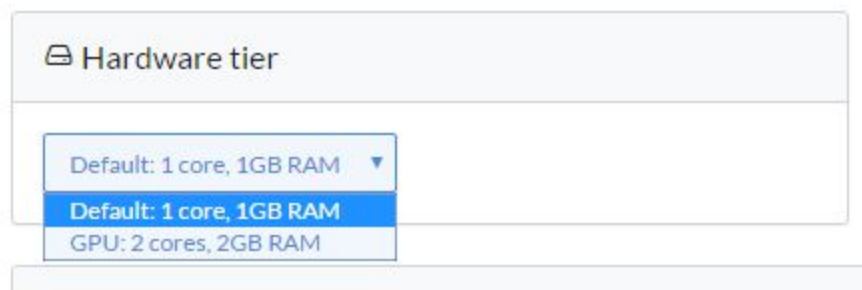 Hardware tier
Default: 1 core, 1GB RAM
Default: 1 core, 1GB RAM
GPU: 2 cores, 2GB RAM